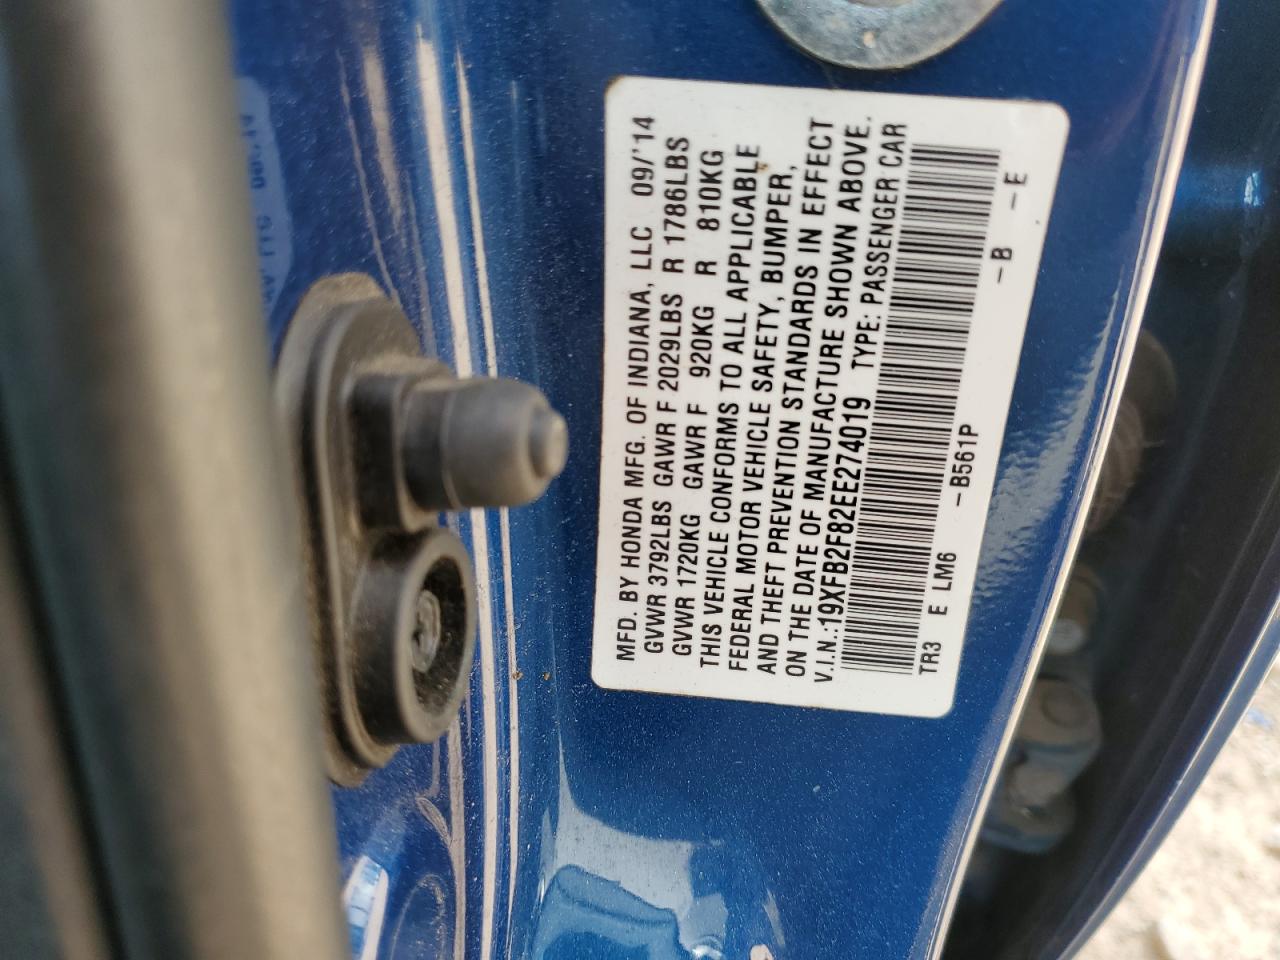 MFD. BY HONDA MFG. OF INDIANA, LLC 09/'14
GVWR 3792LBS GAWR F 2029LBS R 1786LBS
GVWR 1720KG GAWR F 920KG R 810KG
THIS VEHICLE CONFORMS TO ALL APPLICABLE
FEDERAL MOTOR VEHICLE SAFETY, BUMPER,
AND THEFT PREVENTION STANDARDS IN EFFECT
ON THE DATE OF MANUFACTURE SHOWN ABOVE.
V.I.N.:19XFB2F82EE274019 TYPE: PASSENGER CAR
TR3 E LM6 -B561P -B -E